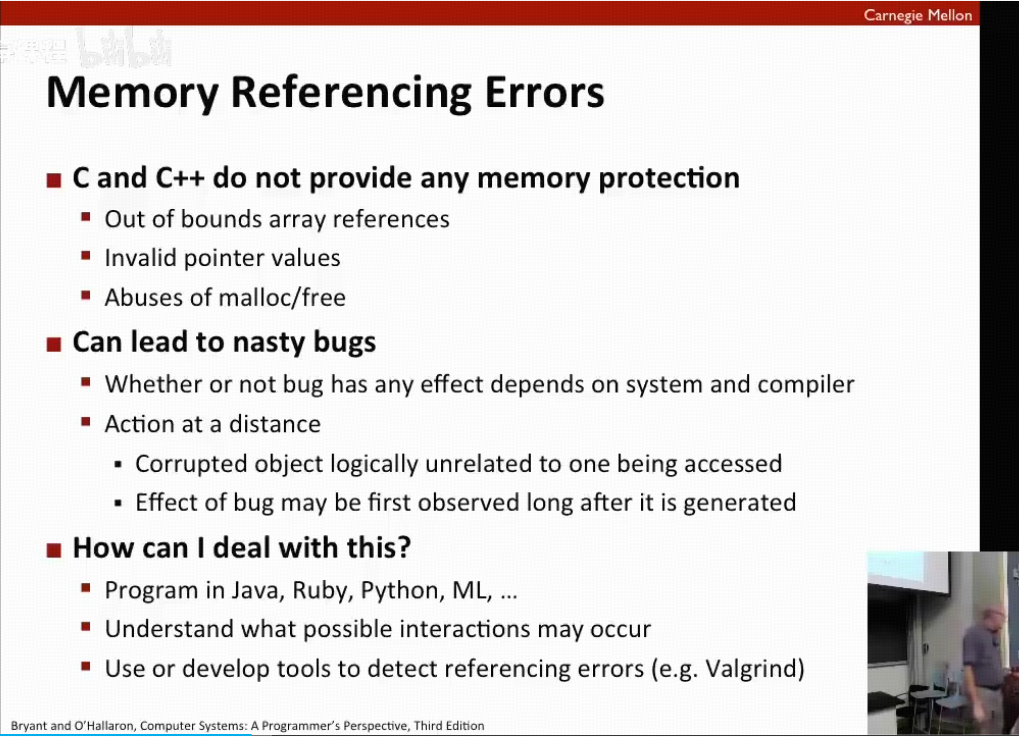 Carnegie Mellon
bilibili
Memory Referencing Errors
■ C and C++ do not provide any memory protection
▪ Out of bounds array references
▪ Invalid pointer values
▪ Abuses of malloc/free
■ Can lead to nasty bugs
▪ Whether or not bug has any effect depends on system and compiler
▪ Action at a distance
▪ Corrupted object logically unrelated to one being accessed
▪ Effect of bug may be first observed long after it is generated
■ How can I deal with this?
▪ Program in Java, Ruby, Python, ML, …
▪ Understand what possible interactions may occur
▪ Use or develop tools to detect referencing errors (e.g. Valgrind)
Bryant and O'Hallaron, Computer Systems: A Programmer's Perspective, Third Edition